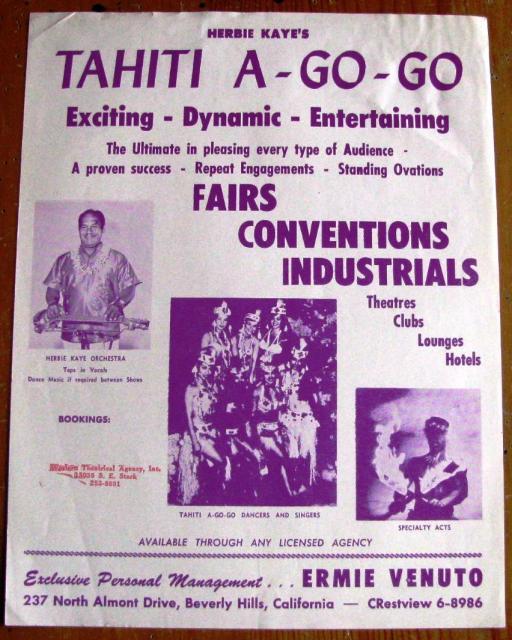 HERBIE KAYE'S
TAHITI A-GO-GO
Exciting - Dynamic - Entertaining
The Ultimate in pleasing every type of Audience -
A proven success - Repeat Engagements - Standing Ovations
FAIRS
CONVENTIONS
INDUSTRIALS
Theatres
Clubs
Lounges
Hotels
HERBIE KAYE ORCHESTRA
Tops in Vocals
Dance Music if required between Shows
BOOKINGS:
Theatrical Agency, Inc.
S. E. Stark
TAHITI A-GO-GO DANCERS AND SINGERS
SPECIALTY ACTS
AVAILABLE THROUGH ANY LICENSED AGENCY
Exclusive Personal Management . . . ERMIE VENUTO
237 North Almont Drive, Beverly Hills, California — CRestview 6-8986